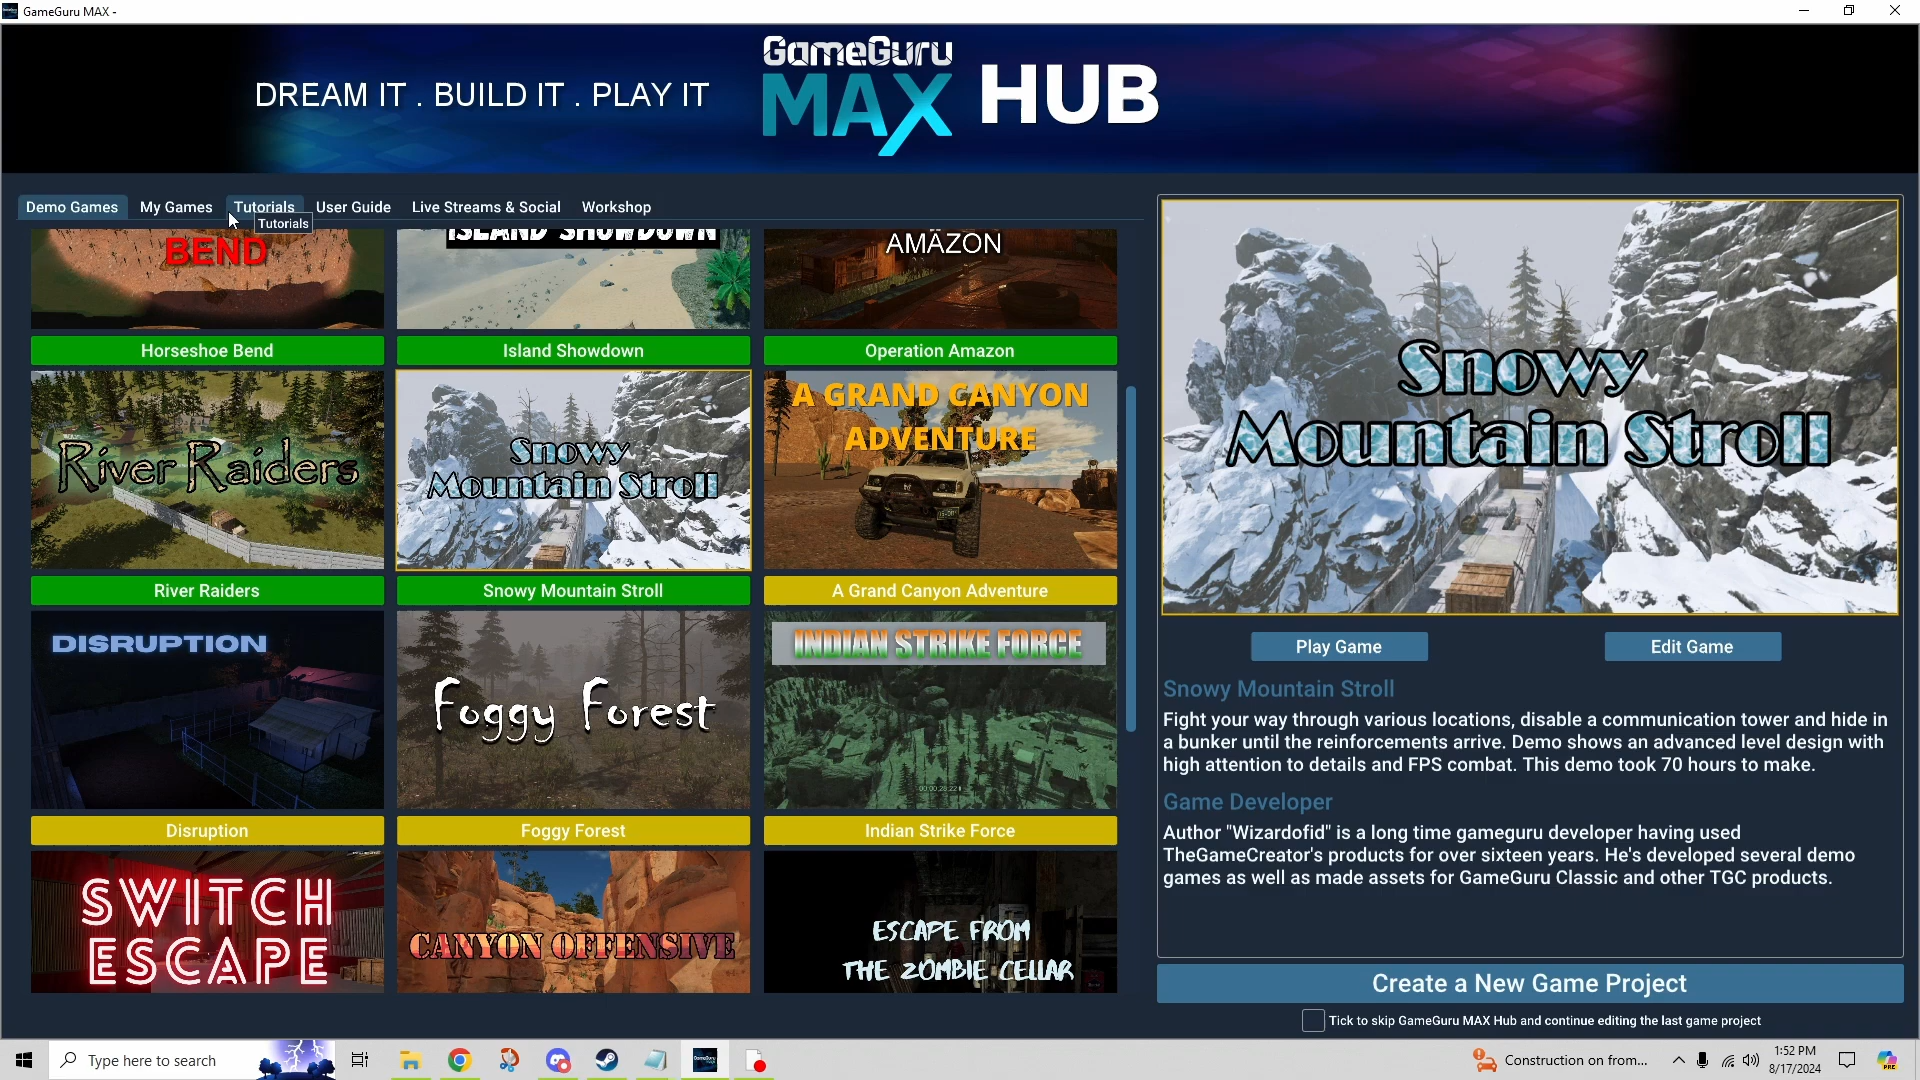 GameGuru MAX -
DREAM IT . BUILD IT . PLAY IT
GameGuru
MAX HUB
Demo Games
My Games
Tutorials
User Guide
Live Streams & Social
Workshop
Tutorials
BEND
ISLAND SHOWDOWN
AMAZON
Horseshoe Bend
Island Showdown
Operation Amazon
River Raiders
Snowy
Mountain Stroll
A GRAND CANYON
ADVENTURE
River Raiders
Snowy Mountain Stroll
A Grand Canyon Adventure
DISRUPTION
Foggy Forest
INDIAN STRIKE FORCE
Disruption
Foggy Forest
Indian Strike Force
SWITCH
ESCAPE
CANYON OFFENSIVE
ESCAPE FROM
THE ZOMBIE CELLAR
Snowy
Mountain Stroll
Play Game
Edit Game
Snowy Mountain Stroll
Fight your way through various locations, disable a communication tower and hide in
a bunker until the reinforcements arrive. Demo shows an advanced level design with
high attention to details and FPS combat. This demo took 70 hours to make.
Game Developer
Author "Wizardofid" is a long time gameguru developer having used
TheGameCreator's products for over sixteen years. He's developed several demo
games as well as made assets for GameGuru Classic and other TGC products.
Create a New Game Project
Tick to skip GameGuru MAX Hub and continue editing the last game project
Type here to search
Construction on from...
1:52 PM
8/17/2024